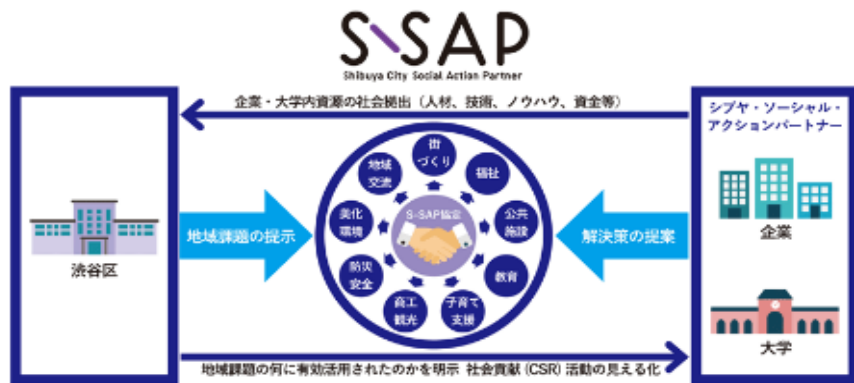 S-SAP
Shibuya City Social Action Partner
企業・大学内資源の社会拠出（人材、技術、ノウハウ、資金等）
シブヤ・ソーシャル・
アクションパートナー
街
づくり
地域
交流
福祉
美化
環境
S-SAP協定
公共
施設
渋谷区
地域課題の提示
解決策の提案
企業
防災
安全
教育
商工
観光
子育て
支援
大学
地域課題の何に有効活用されたのかを明示 社会貢献（CSR）活動の見える化